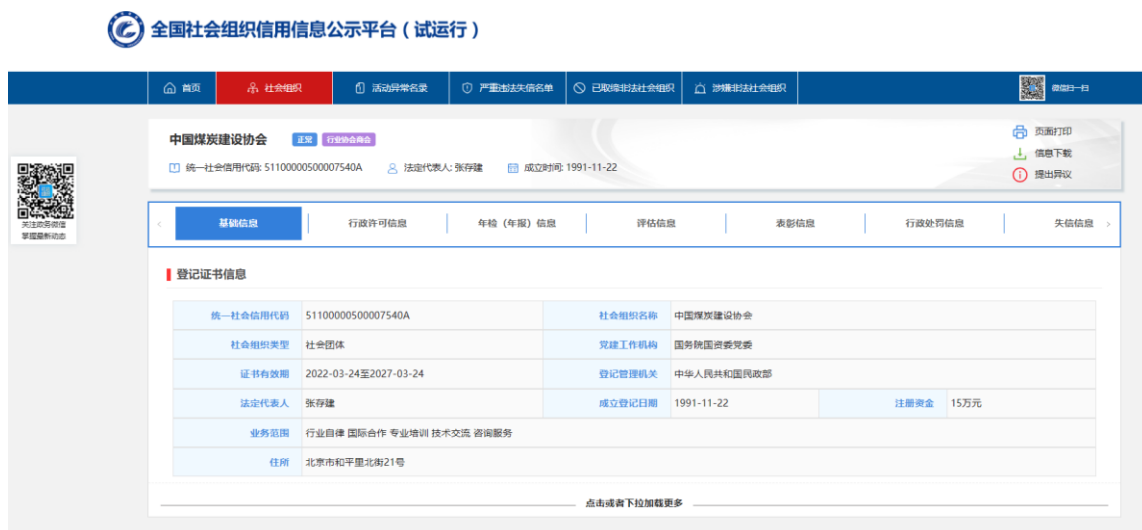 全国社会组织信用信息公示平台（试运行）
首页 社会组织 活动异常名录 严重违法失信名单 已取缔非法社会组织 涉嫌非法社会组织 微信扫一扫
中国煤炭建设协会 正常 行业协会商会
统一社会信用代码: 51100000500007540A 法定代表人: 张存建 成立时间: 1991-11-22
页面打印
信息下载
提出异议
关注政务微信
掌握最新动态
基础信息 行政许可信息 年检（年报）信息 评估信息 表彰信息 行政处罚信息 失信信息
登记证书信息
统一社会信用代码 51100000500007540A 社会组织名称 中国煤炭建设协会
社会组织类型 社会团体 党建工作机构 国务院国资委党委
证书有效期 2022-03-24至2027-03-24 登记管理机关 中华人民共和国民政部
法定代表人 张存建 成立登记日期 1991-11-22 注册资金 15万元
业务范围 行业自律 国际合作 专业培训 技术交流 咨询服务
住所 北京市和平里北街21号
点击或者下拉加载更多